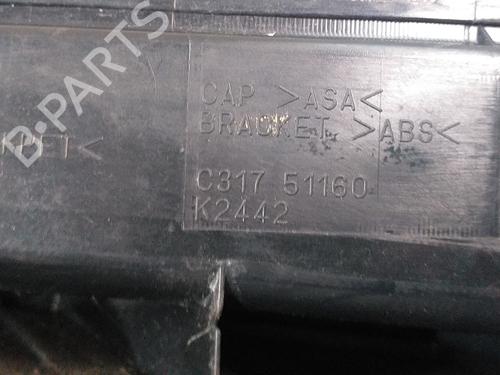 CAP >ASA<
BRACKET >ABS<
C317 51160
K2442
B-PARTS